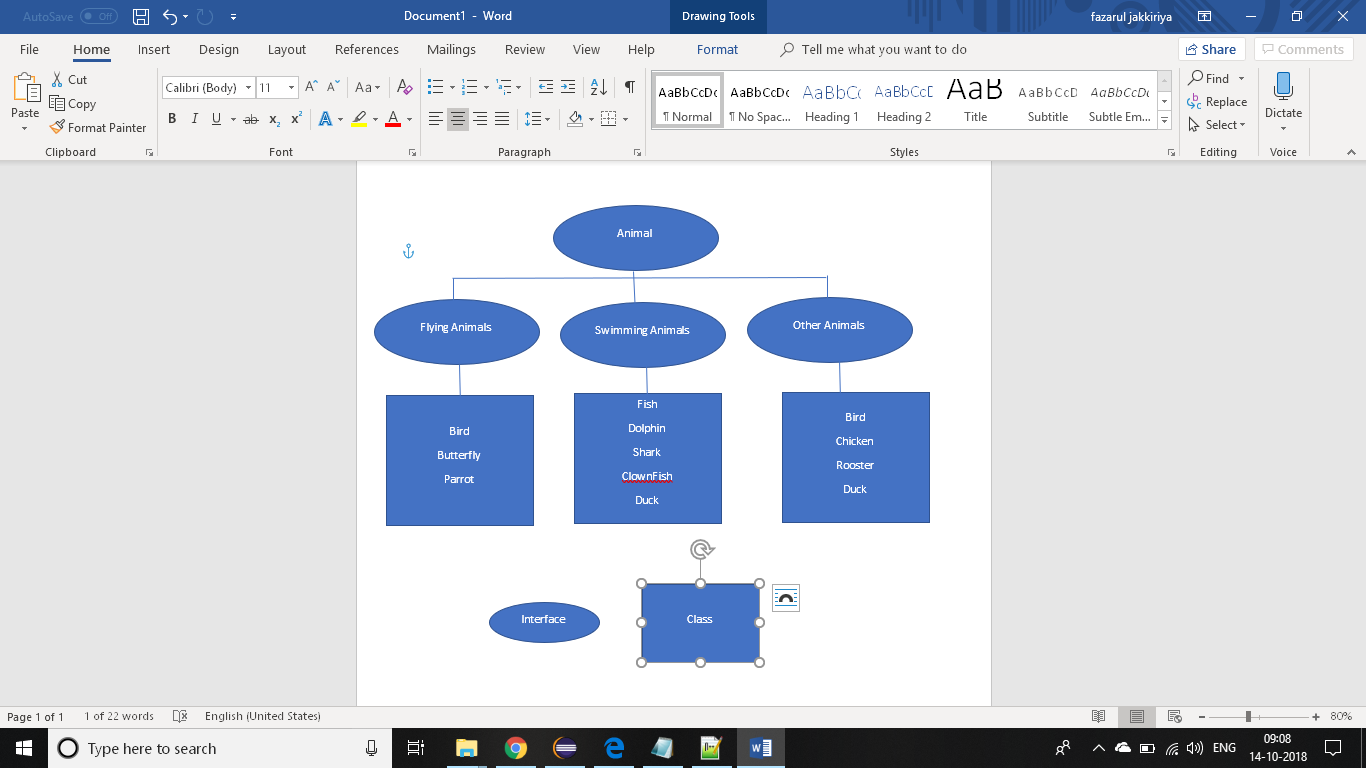 AutoSave Off
Document1 - Word
Drawing Tools
fazarul jakkiriya
File Home Insert Design Layout References Mailings Review View Help Format Tell me what you want to do
Share Comments
Paste
Cut
Copy
Format Painter
Clipboard
Calibri (Body) 11
Aa
B I U ab x₂ x² A A
Font
Paragraph
AaBbCcDc AaBbCcDc AaBbCc AaBbCcD AaB AaBbCcD AaBbCcDc
¶ Normal ¶ No Spac... Heading 1 Heading 2 Title Subtitle Subtle Em...
Styles
Find
Replace
Select
Editing
Dictate
Voice
Animal
Flying Animals
Swimming Animals
Other Animals
Bird
Butterfly
Parrot
Fish
Dolphin
Shark
ClownFish
Duck
Bird
Chicken
Rooster
Duck
Interface
Class
Page 1 of 1 1 of 22 words English (United States) 80%
Type here to search
ENG
09:08
14-10-2018